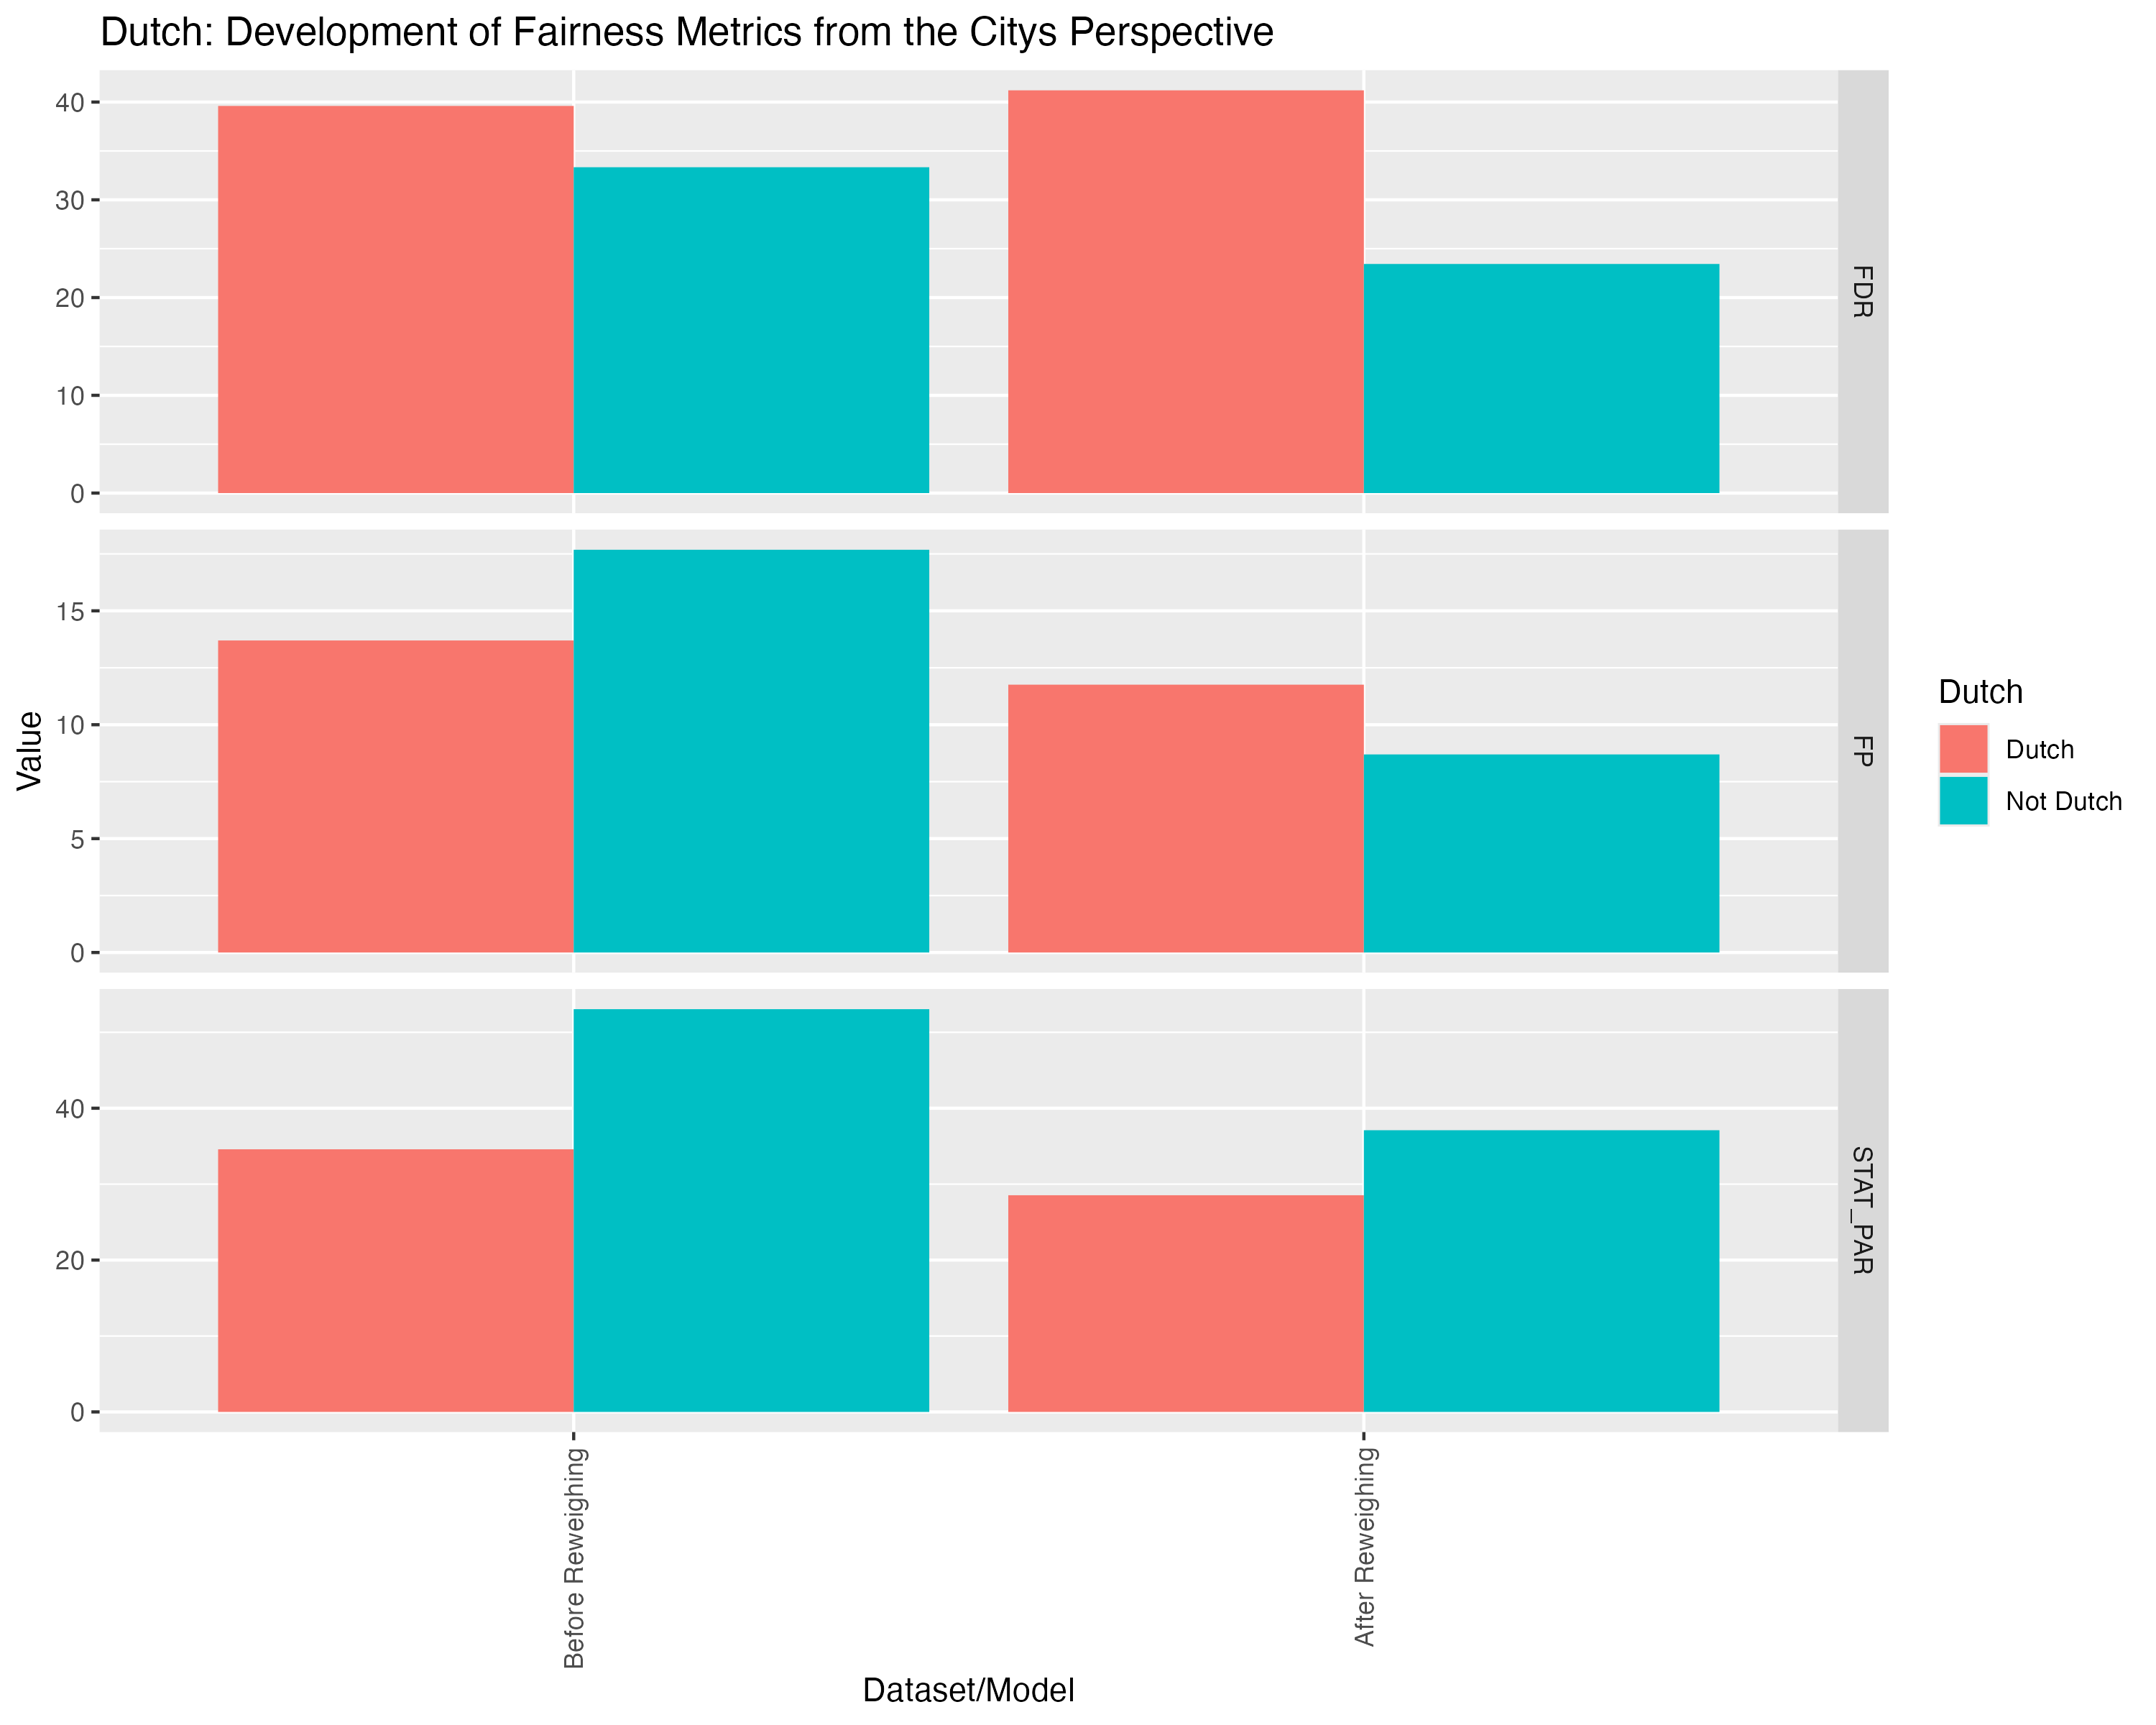 Dutch: Development of Fairness Metrics from the Citys Perspective
40
30
20
10
0
FDR
15
10
5
0
FP
40
20
0
STAT_PAR
Value
Before Reweighing
After Reweighing
Dataset/Model
Dutch
Dutch
Not Dutch